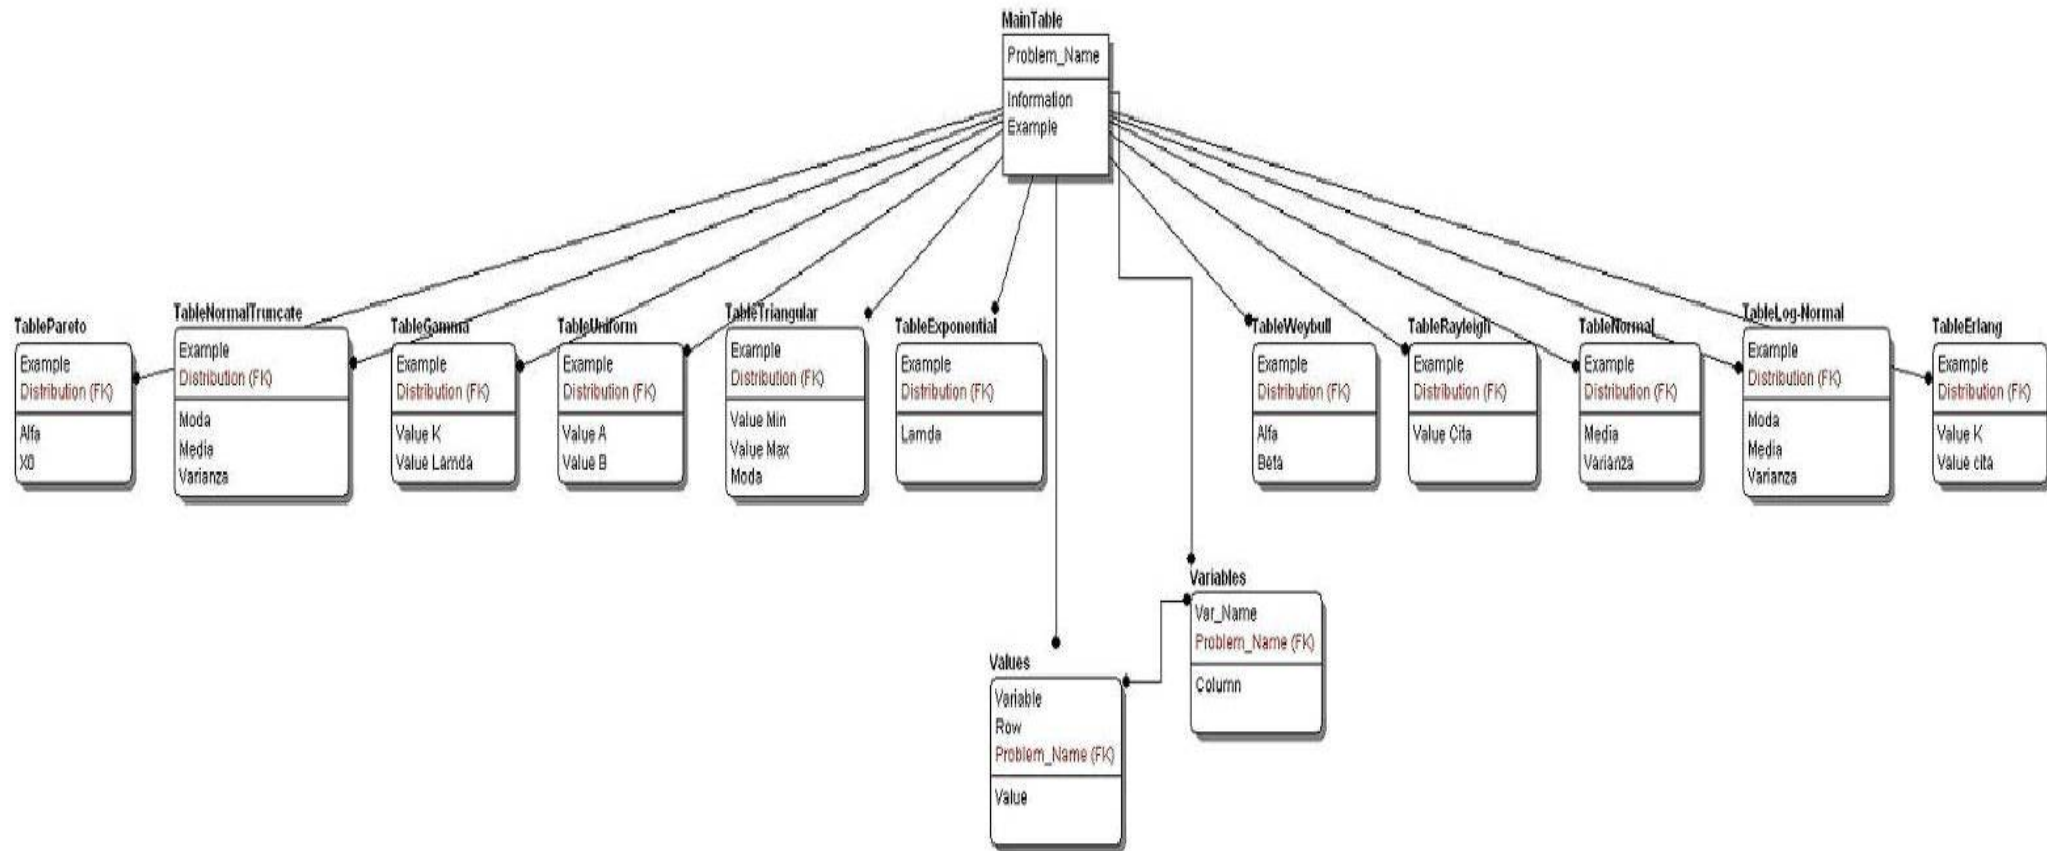 MainTable
Problem_Name
Information
Example
TablePareto
Example
Distribution (FK)
Alfa
X0
TableNormalTruncate
Example
Distribution (FK)
Moda
Media
Varianza
TableGamma
Example
Distribution (FK)
Value K
Value Lamda
TableUniform
Example
Distribution (FK)
Value A
Value B
TableTriangular
Example
Distribution (FK)
Value Min
Value Max
Moda
TableExponential
Example
Distribution (FK)
Lamda
TableWeybull
Example
Distribution (FK)
Alfa
Beta
TableRayleigh
Example
Distribution (FK)
Value Cita
TableNormal
Example
Distribution (FK)
Media
Varianza
TableLog-Normal
Example
Distribution (FK)
Moda
Media
Varianza
TableErlang
Example
Distribution (FK)
Value K
Value cita
Variables
Var_Name
Problem_Name (FK)
Column
Values
Variable
Row
Problem_Name (FK)
Value